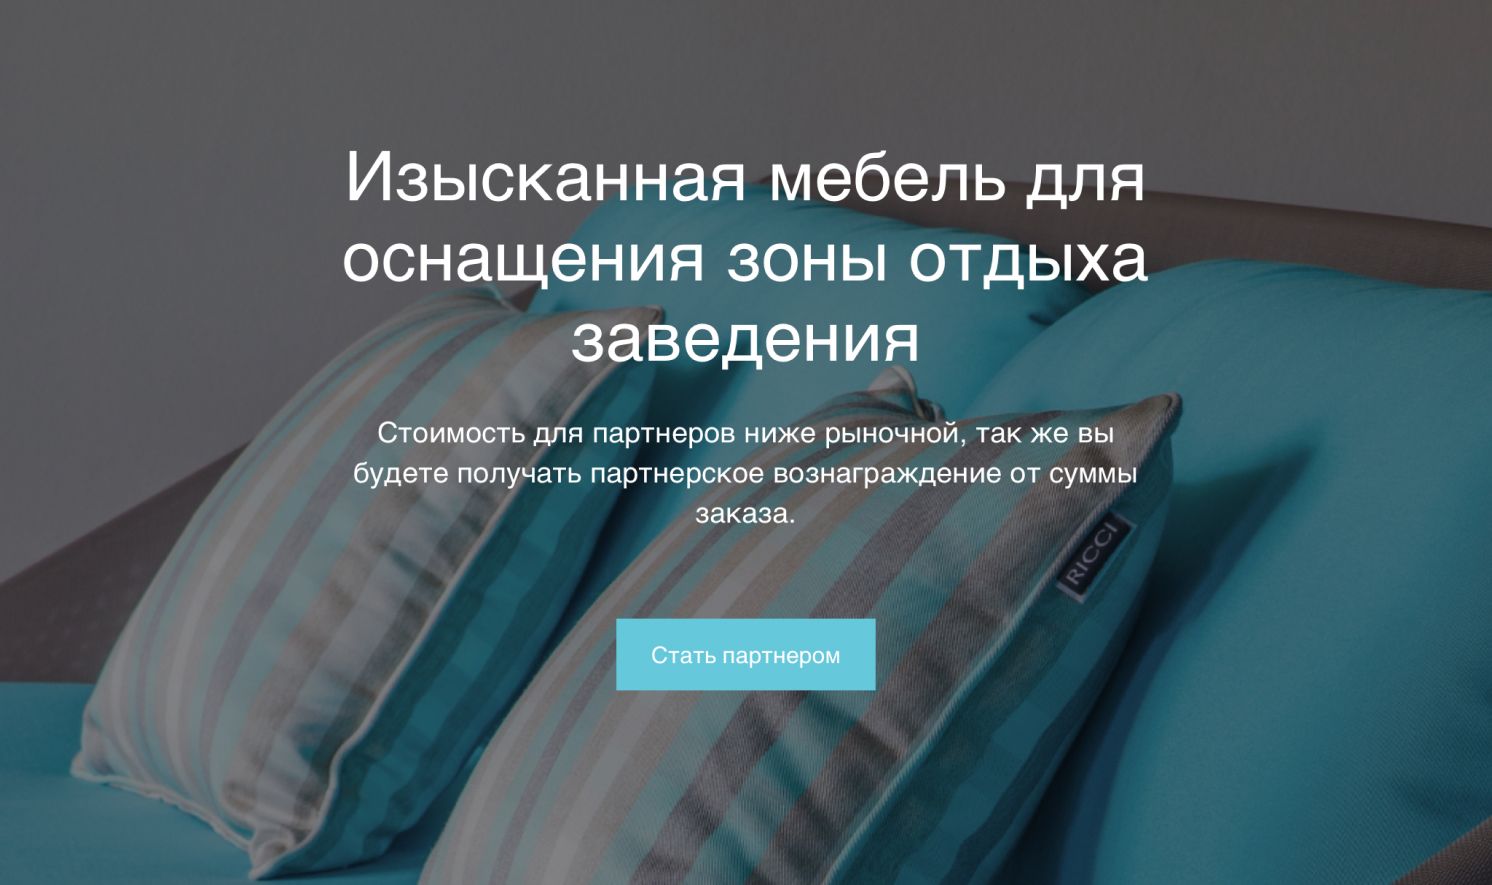 Изысканная мебель для
оснащения зоны отдыха
заведения
Стоимость для партнеров ниже рыночной, так же вы
будете получать партнерское вознаграждение от суммы
заказа.
RICCI
Стать партнером